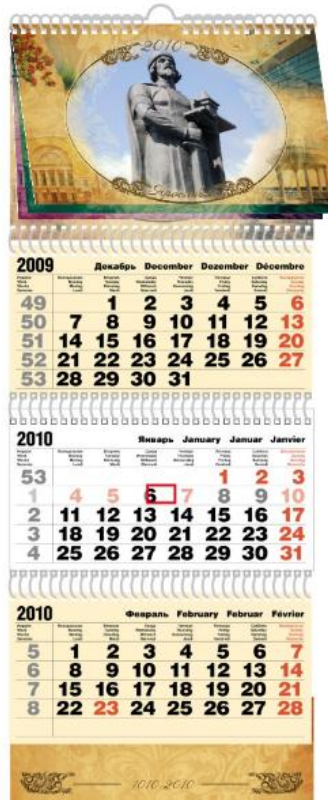 2010
Ярославль
2009 Декабрь December Dezember Décembre
49 1 2 3 4 5 6
50 7 8 9 10 11 12 13
51 14 15 16 17 18 19 20
52 21 22 23 24 25 26 27
53 28 29 30 31
2010 Январь January Januar Janvier
53 1 2 3
1 4 5 6 7 8 9 10
2 11 12 13 14 15 16 17
3 18 19 20 21 22 23 24
4 25 26 27 28 29 30 31
2010 Февраль February Februar Février
5 1 2 3 4 5 6 7
6 8 9 10 11 12 13 14
7 15 16 17 18 19 20 21
8 22 23 24 25 26 27 28
1010-2010